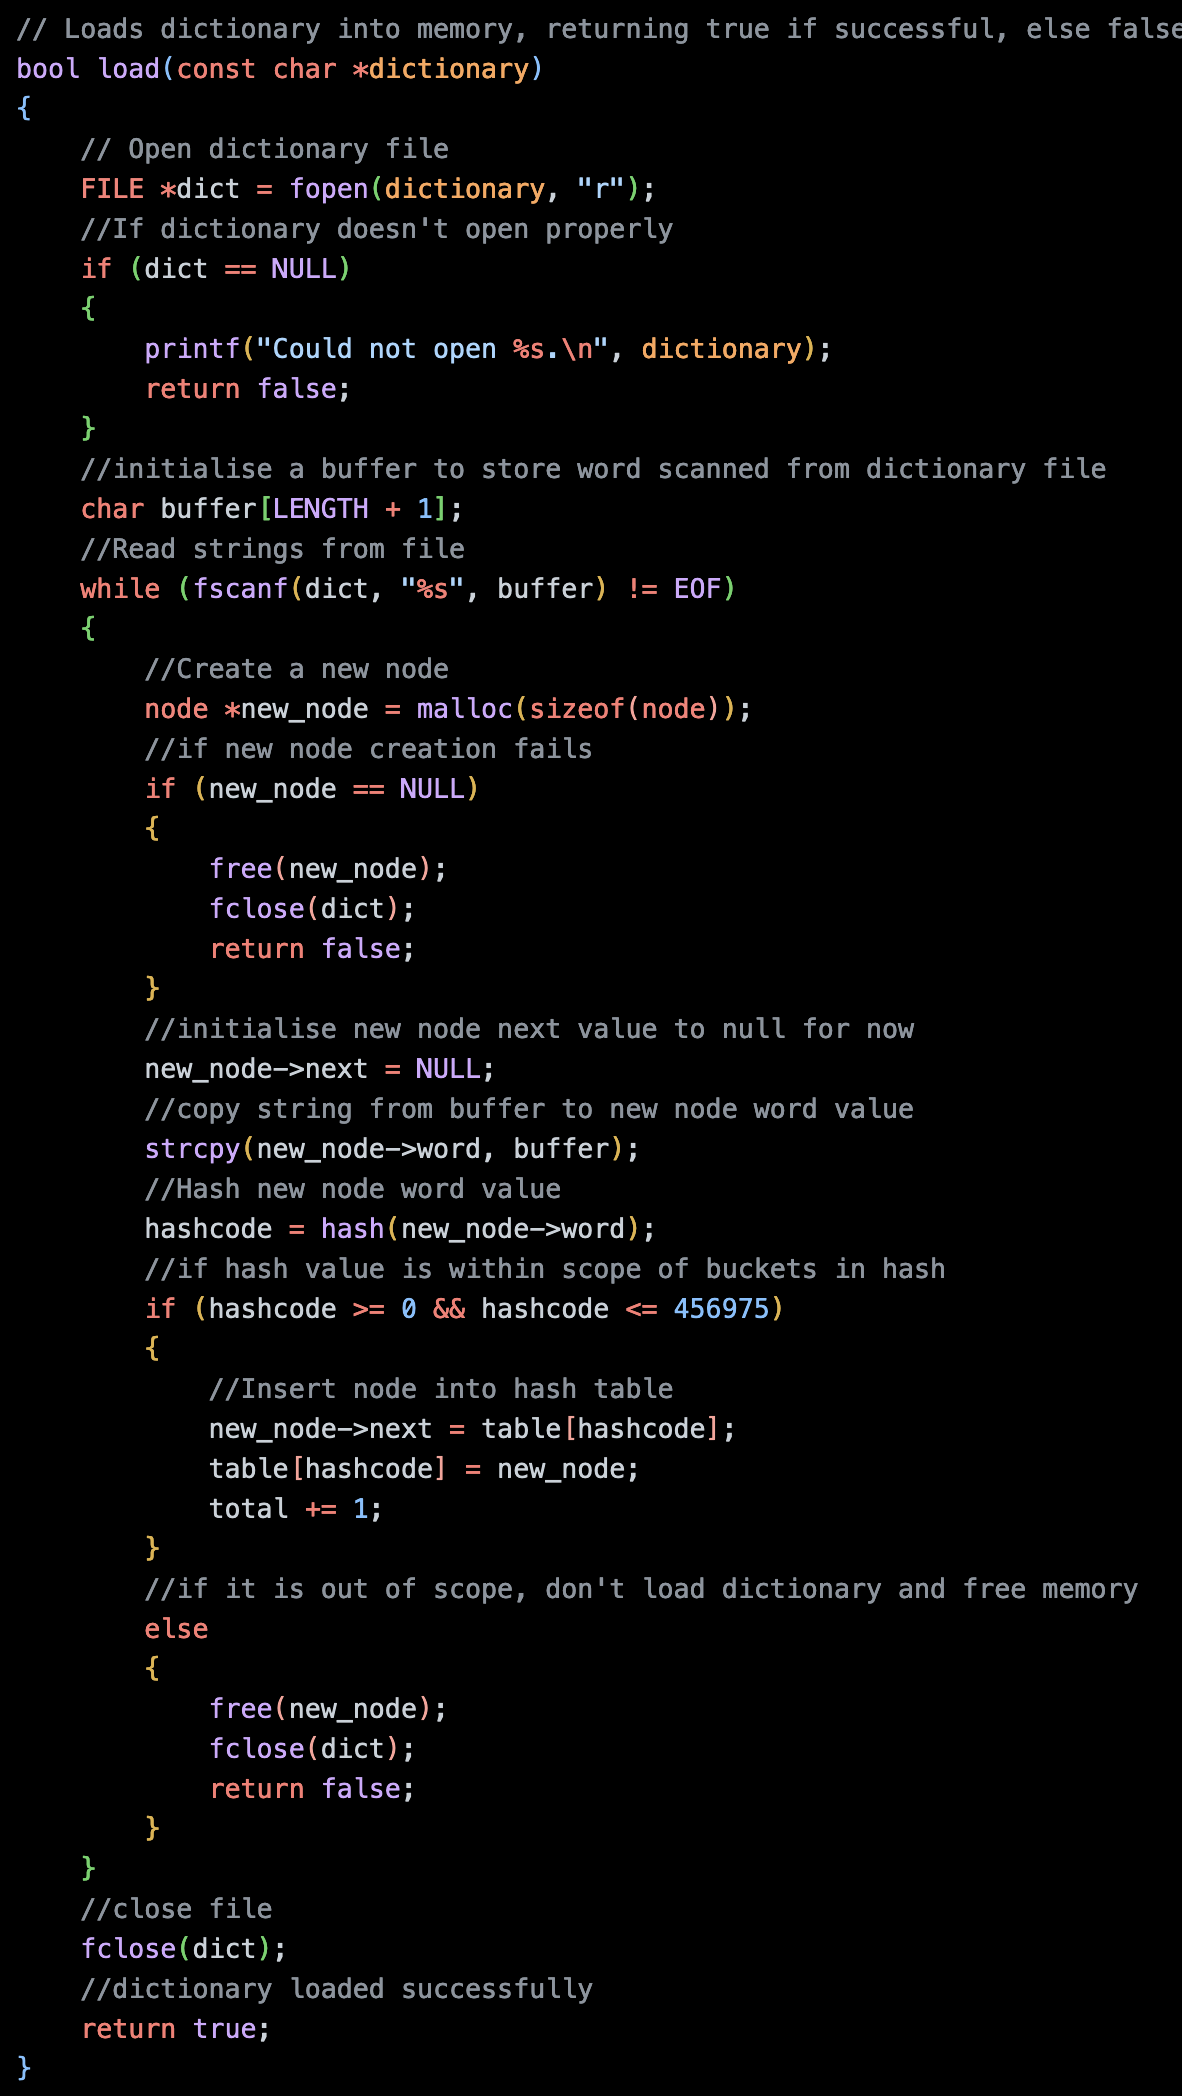 // Loads dictionary into memory, returning true if successful, else false
bool load(const char *dictionary)
{
    // Open dictionary file
    FILE *dict = fopen(dictionary, "r");
    //If dictionary doesn't open properly
    if (dict == NULL)
    {
        printf("Could not open %s.\n", dictionary);
        return false;
    }
    //initialise a buffer to store word scanned from dictionary file
    char buffer[LENGTH + 1];
    //Read strings from file
    while (fscanf(dict, "%s", buffer) != EOF)
    {
        //Create a new node
        node *new_node = malloc(sizeof(node));
        //if new node creation fails
        if (new_node == NULL)
        {
            free(new_node);
            fclose(dict);
            return false;
        }
        //initialise new node next value to null for now
        new_node->next = NULL;
        //copy string from buffer to new node word value
        strcpy(new_node->word, buffer);
        //Hash new node word value
        hashcode = hash(new_node->word);
        //if hash value is within scope of buckets in hash
        if (hashcode >= 0 && hashcode <= 456975)
        {
            //Insert node into hash table
            new_node->next = table[hashcode];
            table[hashcode] = new_node;
            total += 1;
        }
        //if it is out of scope, don't load dictionary and free memory
        else
        {
            free(new_node);
            fclose(dict);
            return false;
        }
    }
    //close file
    fclose(dict);
    //dictionary loaded successfully
    return true;
}